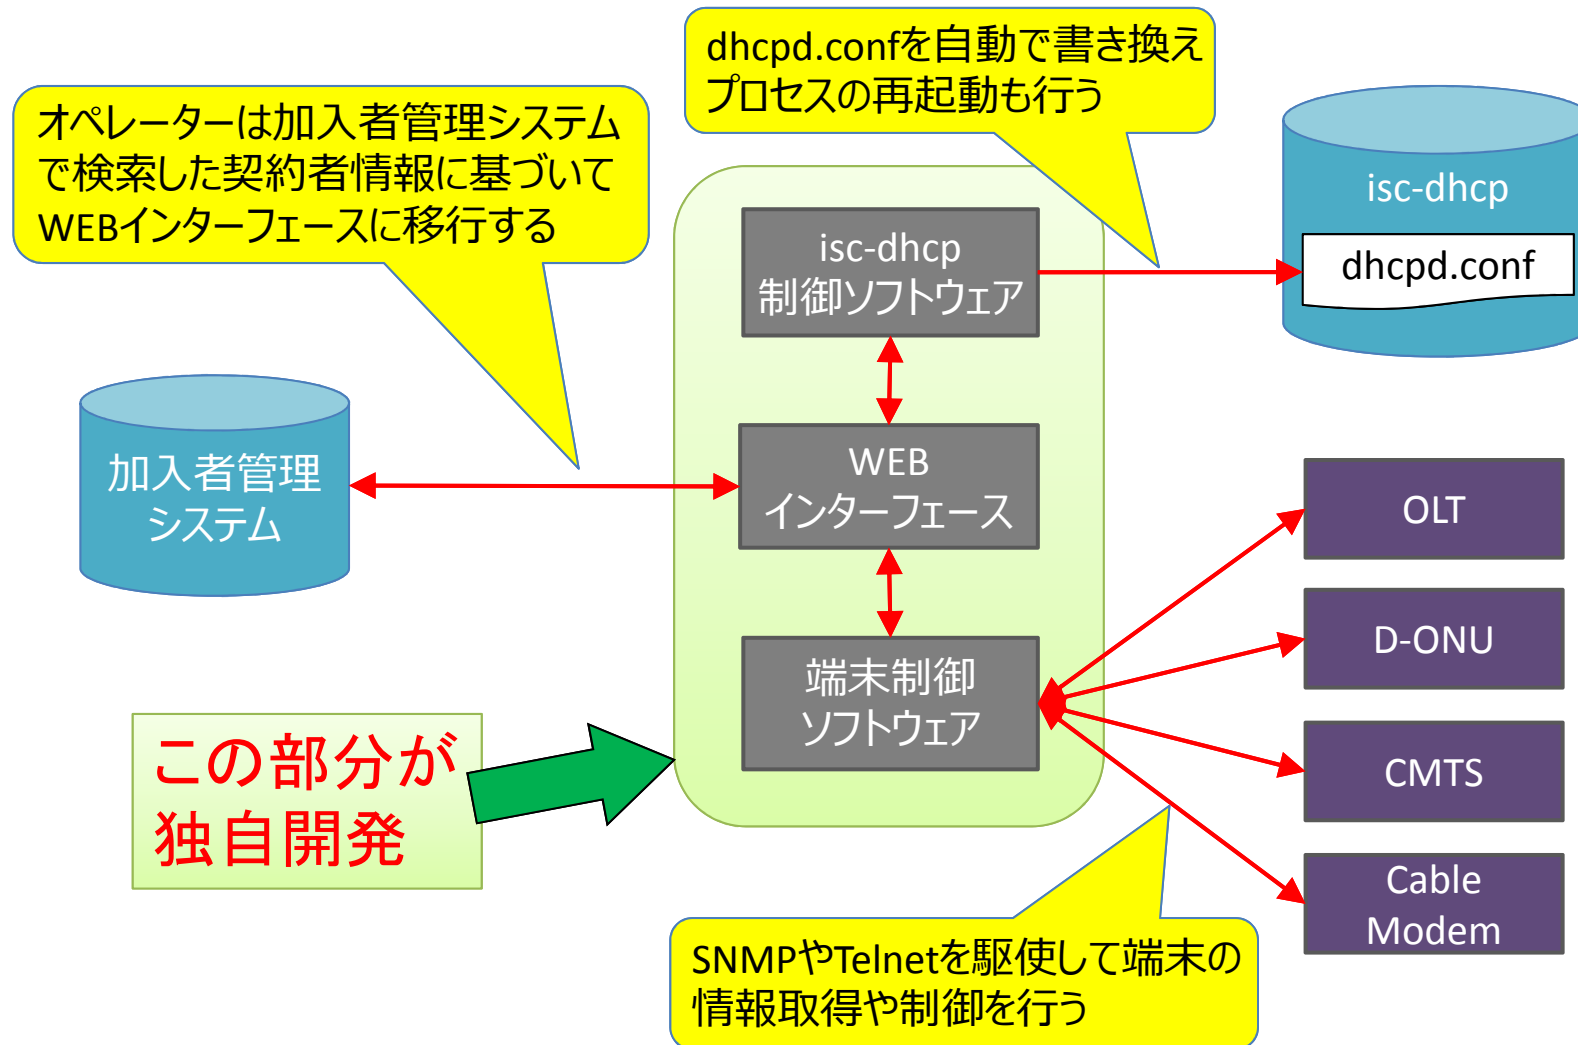 dhcpd.confを自動で書き換え
プロセスの再起動も行う
オペレーターは加入者管理システム
で検索した契約者情報に基づいて
WEBインターフェースに移行する
isc-dhcp
dhcpd.conf
isc-dhcp
制御ソフトウェア
WEB
インターフェース
加入者管理
システム
端末制御
ソフトウェア
OLT
D-ONU
CMTS
Cable
Modem
この部分が
独自開発
SNMPやTelnetを駆使して端末の
情報取得や制御を行う